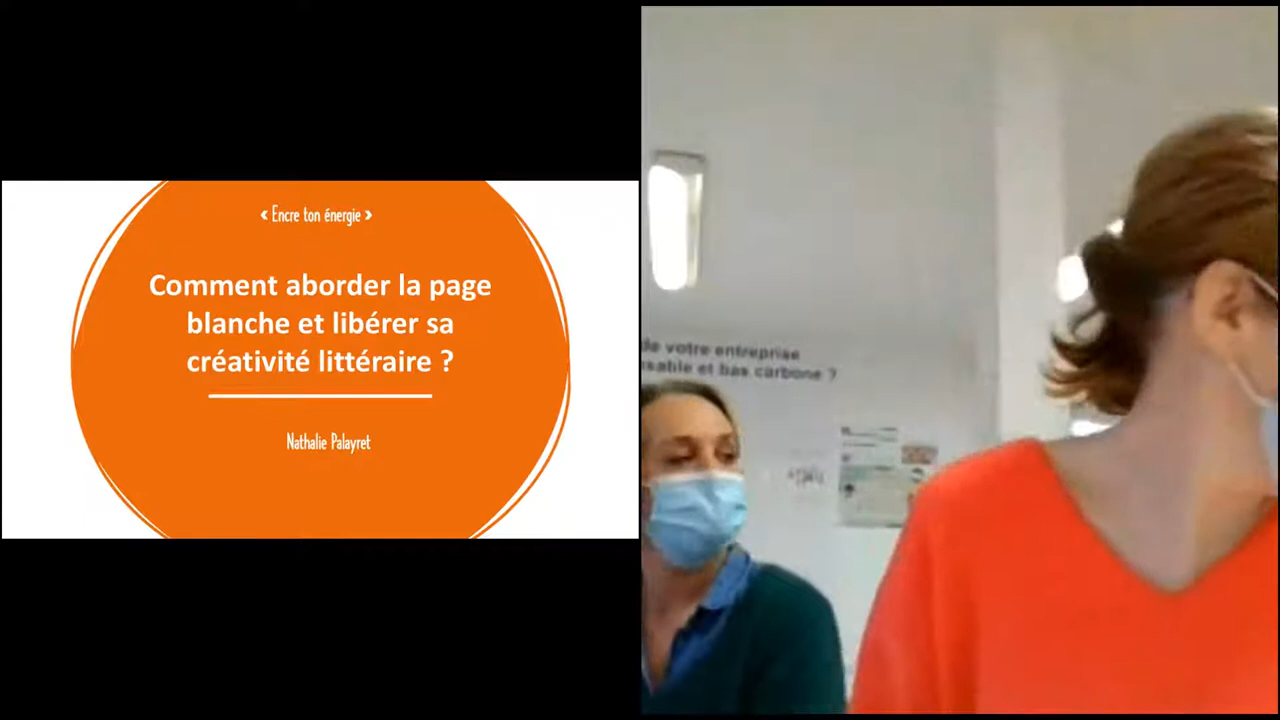 « Encre ton énergie »
Comment aborder la page
blanche et libérer sa
créativité littéraire ?
Nathalie Palayret
de votre entreprise
sable et bas carbone ?